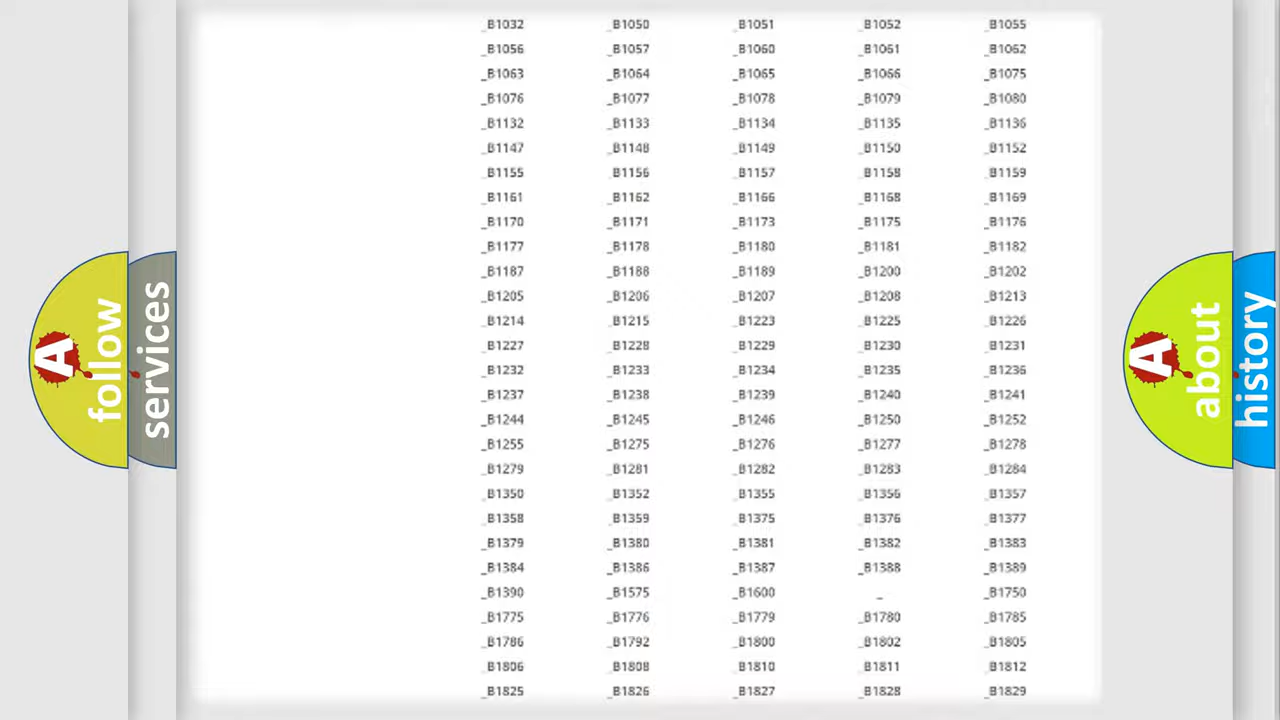 _B1032 _B1050 _B1051 _B1052 _B1055
_B1056 _B1057 _B1060 _B1061 _B1062
_B1063 _B1064 _B1065 _B1066 _B1075
_B1076 _B1077 _B1078 _B1079 _B1080
_B1132 _B1133 _B1134 _B1135 _B1136
_B1147 _B1148 _B1149 _B1150 _B1152
_B1155 _B1156 _B1157 _B1158 _B1159
_B1161 _B1162 _B1166 _B1168 _B1169
_B1170 _B1171 _B1173 _B1175 _B1176
_B1177 _B1178 _B1180 _B1181 _B1182
_B1187 _B1188 _B1189 _B1200 _B1202
_B1205 _B1206 _B1207 _B1208 _B1213
_B1214 _B1215 _B1223 _B1225 _B1226
_B1227 _B1228 _B1229 _B1230 _B1231
_B1232 _B1233 _B1234 _B1235 _B1236
_B1237 _B1238 _B1239 _B1240 _B1241
_B1244 _B1245 _B1246 _B1250 _B1252
_B1255 _B1275 _B1276 _B1277 _B1278
_B1279 _B1281 _B1282 _B1283 _B1284
_B1350 _B1352 _B1355 _B1356 _B1357
_B1358 _B1359 _B1375 _B1376 _B1377
_B1379 _B1380 _B1381 _B1382 _B1383
_B1384 _B1386 _B1387 _B1388 _B1389
_B1390 _B1575 _B1600 _ _B1750
_B1775 _B1776 _B1779 _B1780 _B1785
_B1786 _B1792 _B1800 _B1802 _B1805
_B1806 _B1808 _B1810 _B1811 _B1812
_B1825 _B1826 _B1827 _B1828 _B1829
A
follow
services
A
about
history